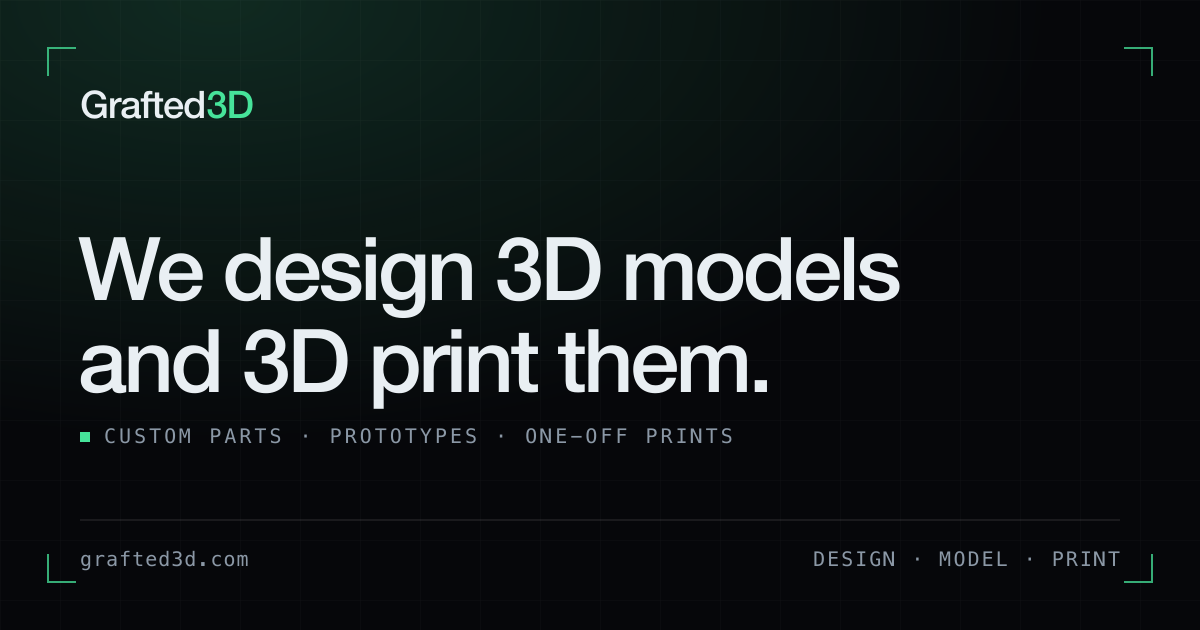 Grafted3D
We design 3D models
and 3D print them.
CUSTOM PARTS · PROTOTYPES · ONE–OFF PRINTS
grafted3d.com
DESIGN · MODEL · PRINT